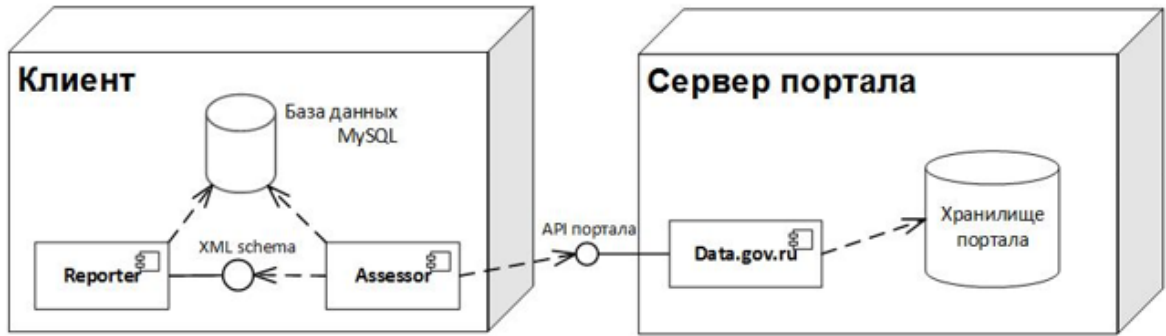 Клиент
База данных
MySQL
Reporter
XML schema
Assessor
API портала
Сервер портала
Data.gov.ru
Хранилище
портала